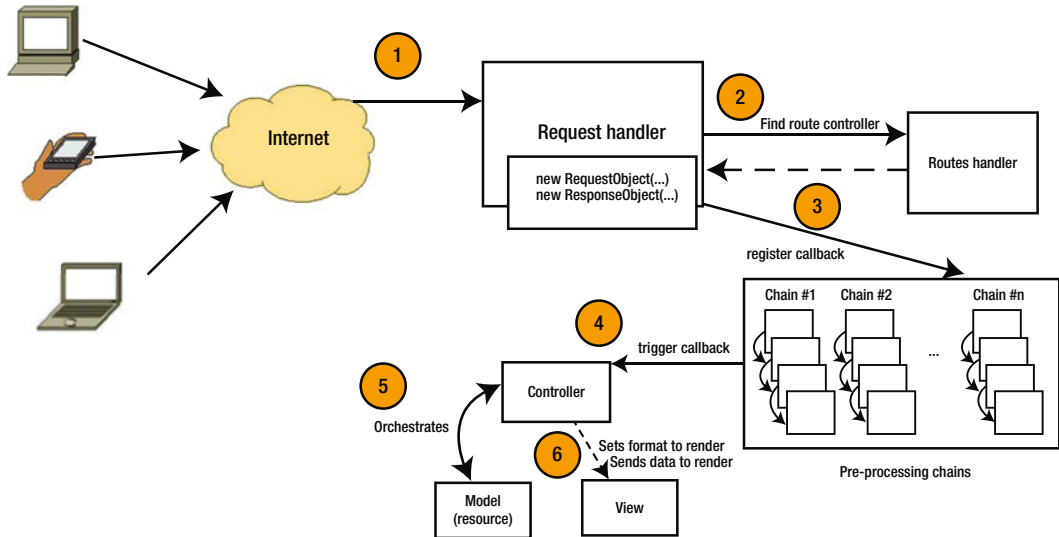 1
Internet
Request handler
new RequestObject(...)
new ResponseObject(...)
2
Find route controller
Routes handler
3
register callback
Chain #1
Chain #2
Chain #n
...
4
trigger callback
5
Controller
Orchestrates
6
Sets format to render
Sends data to render
Pre-processing chains
Model
(resource)
View